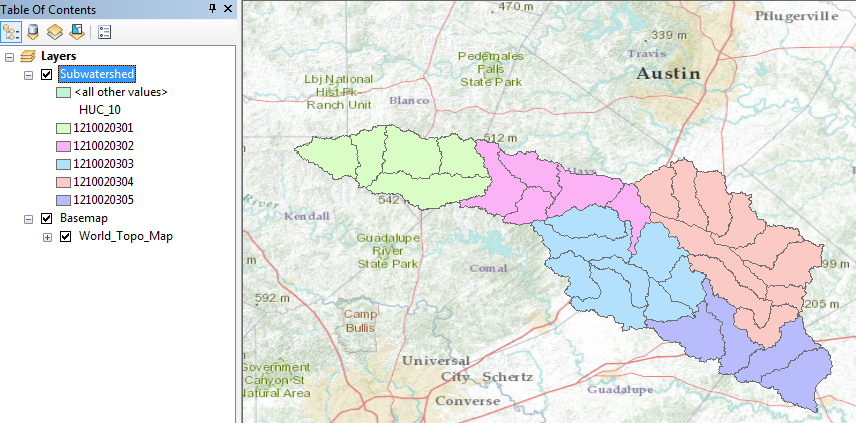 Table Of Contents
Layers
Subwatershed
<all other values>
HUC_10
1210020301
1210020302
1210020303
1210020304
1210020305
Basemap
World_Topo_Map
470 m
Pflugerville
339 m
Travis
Pedernales
Falls
State Park
Austin
Lbj National
Hist Pk-
Ranch Unit
Blanco
512 m
Hays
542
River
Kendall
Guadalupe
River
State Park
Comal
99 m
m
592 m
205 m
Camp
Bullis
Universal
City
Schertz
Government
Canyon St
Natural Area
Guadalupe
Converse